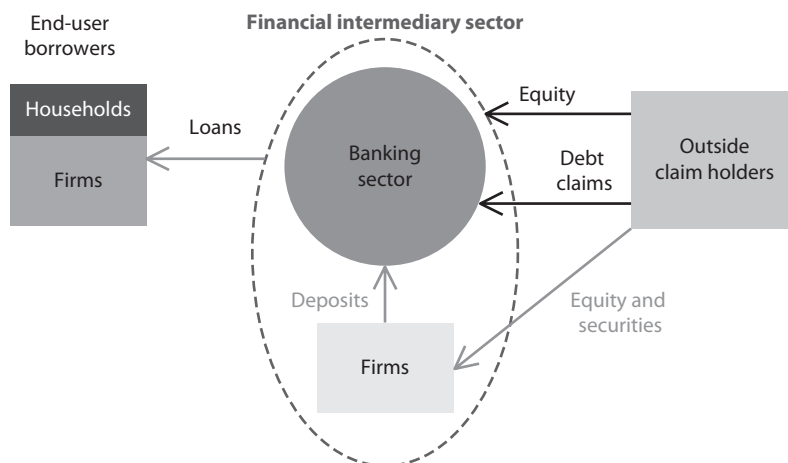 End-user
borrowers
Financial intermediary sector
Households
Firms
Loans
Banking
sector
Equity
Debt
claims
Outside
claim holders
Deposits
Firms
Equity and
securities